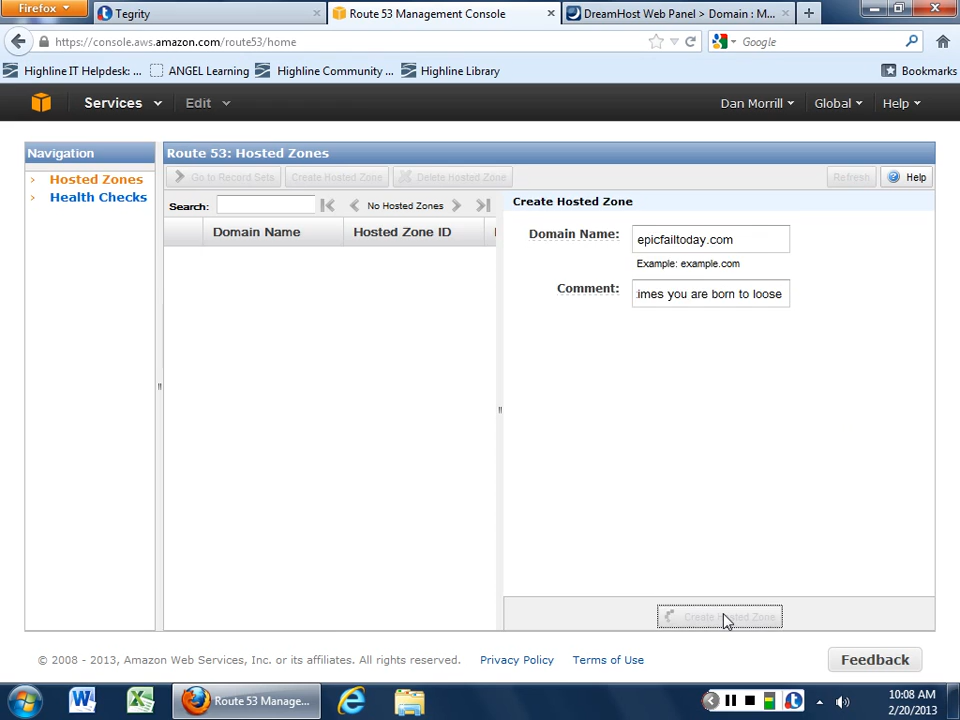 Firefox
Tegrity
Route 53 Management Console
DreamHost Web Panel > Domain : M...
https://console.aws.amazon.com/route53/home
Google
Highline IT Helpdesk: ...
ANGEL Learning
Highline Community ...
Highline Library
Bookmarks
Services
Edit
Dan Morrill
Global
Help
Navigation
Hosted Zones
Health Checks
Route 53: Hosted Zones
Go to Record Sets
Create Hosted Zone
Delete Hosted Zone
Refresh
Help
Search:
No Hosted Zones
Domain Name
Hosted Zone ID
Create Hosted Zone
Domain Name:
epicfailtoday.com
Example: example.com
Comment:
imes you are born to loose
Create Hosted Zone
© 2008 - 2013, Amazon Web Services, Inc. or its affiliates. All rights reserved.
Privacy Policy
Terms of Use
Feedback
Route 53 Manage...
10:08 AM
2/20/2013